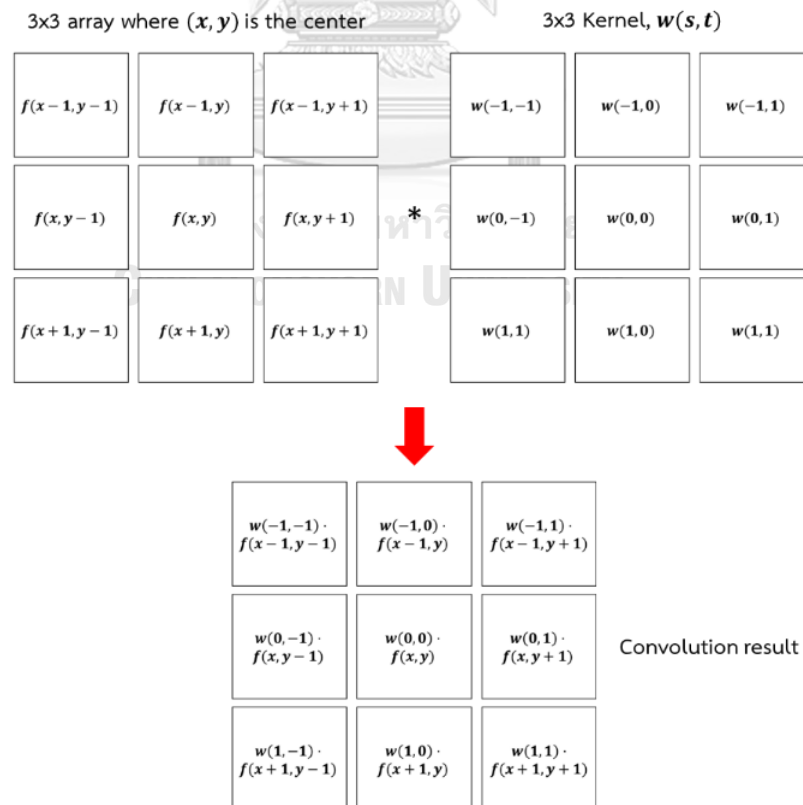 3x3 array where (x, y) is the center
3x3 Kernel, w(s, t)
f(x − 1, y − 1) f(x − 1, y) f(x − 1, y + 1)
w(−1, −1) w(−1, 0) w(−1, 1)
f(x, y − 1) f(x, y) f(x, y + 1)
*
w(0, −1) w(0, 0) w(0, 1)
f(x + 1, y − 1) f(x + 1, y) f(x + 1, y + 1)
w(1, 1) w(1, 0) w(1, 1)
w(−1, −1) · w(−1, 0) · w(−1, 1) ·
f(x − 1, y − 1) f(x − 1, y) f(x − 1, y + 1)
w(0, −1) · w(0, 0) · w(0, 1) ·
f(x, y − 1) f(x, y) f(x, y + 1)
Convolution result
w(1, −1) · w(1, 0) · w(1, 1) ·
f(x + 1, y − 1) f(x + 1, y) f(x + 1, y + 1)